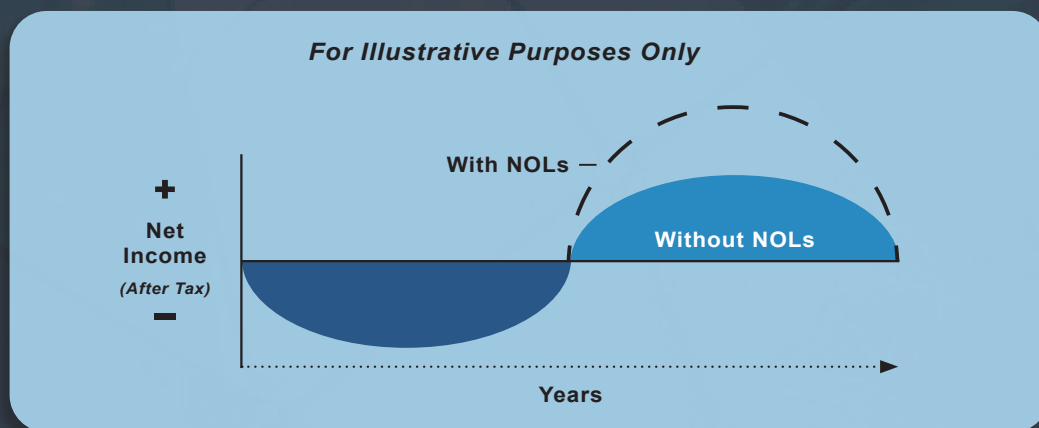 For Illustrative Purposes Only
With NOLs
+
Net
Income
(After Tax)
−
Without NOLs
Years